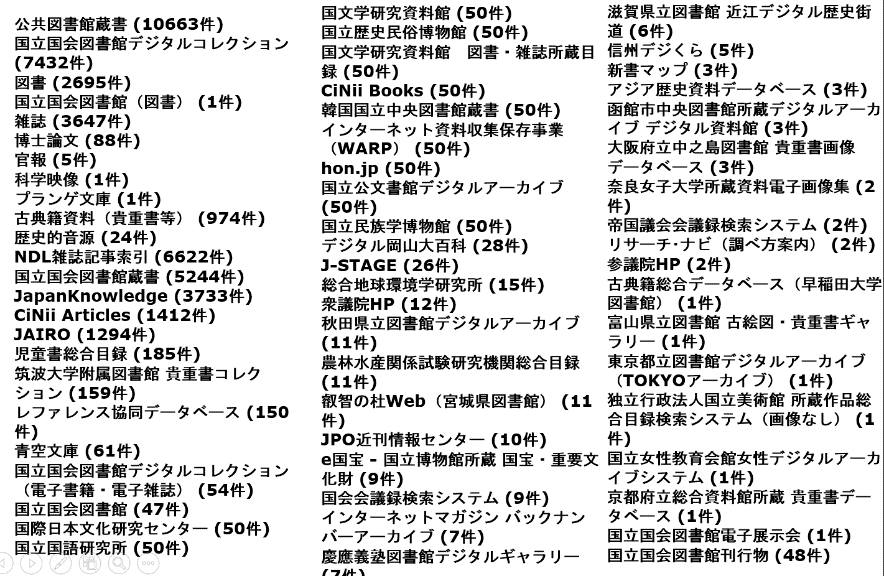 公共図書館蔵書 (10663件)
国立国会図書館デジタルコレクション
(7432件)
図書 (2695件)
国立国会図書館（図書） (1件)
雑誌 (3647件)
博士論文 (88件)
官報 (5件)
科学映像 (1件)
プランゲ文庫 (1件)
古典籍資料（貴重書等） (974件)
歴史的音源 (24件)
NDL雑誌記事索引 (6622件)
国立国会図書館蔵書 (5244件)
JapanKnowledge (3733件)
CiNii Articles (1412件)
JAIRO (1294件)
児童書総合目録 (185件)
筑波大学附属図書館 貴重書コレク
ション (159件)
レファレンス協同データベース (150
件)
青空文庫 (61件)
国立国会図書館デジタルコレクション
（電子書籍・電子雑誌） (54件)
国立国会図書館 (47件)
国際日本文化研究センター (50件)
国立国語研究所 (50件)
国文学研究資料館 (50件)
国立歴史民俗博物館 (50件)
国文学研究資料館　図書・雑誌所蔵目
録 (50件)
CiNii Books (50件)
韓国国立中央図書館蔵書 (50件)
インターネット資料収集保存事業
（WARP） (50件)
hon.jp (50件)
国立公文書館デジタルアーカイブ
(50件)
国立民族学博物館 (50件)
デジタル岡山大百科 (28件)
J-STAGE (26件)
総合地球環境学研究所 (15件)
衆議院HP (12件)
秋田県立図書館デジタルアーカイブ
(11件)
農林水産関係試験研究機関総合目録
(11件)
叡智の杜Web（宮城県図書館） (11
件)
JPO近刊情報センター (10件)
e国宝 - 国立博物館所蔵 国宝・重要文
化財 (9件)
国会会議録検索システム (9件)
インターネットマガジン バックナン
バーアーカイブ (7件)
慶應義塾図書館デジタルギャラリー
(7件)
滋賀県立図書館 近江デジタル歴史街
道 (6件)
信州デジくら (5件)
新書マップ (3件)
アジア歴史資料データベース (3件)
函館市中央図書館所蔵デジタルアーカ
イブ デジタル資料館 (3件)
大阪府立中之島図書館 貴重書画像
データベース (3件)
奈良女子大学所蔵資料電子画像集 (2
件)
帝国議会会議録検索システム (2件)
リサーチ・ナビ（調べ方案内） (2件)
参議院HP (2件)
古典籍総合データベース（早稲田大学
図書館） (1件)
富山県立図書館 古絵図・貴重書ギャ
ラリー (1件)
東京都立図書館デジタルアーカイブ
（TOKYOアーカイブ） (1件)
独立行政法人国立美術館 所蔵作品総
合目録検索システム（画像なし） (1
件)
国立女性教育会館女性デジタルアーカ
イブシステム (1件)
京都府立総合資料館所蔵 貴重書デー
タベース (1件)
国立国会図書館電子展示会 (1件)
国立国会図書館刊行物 (48件)